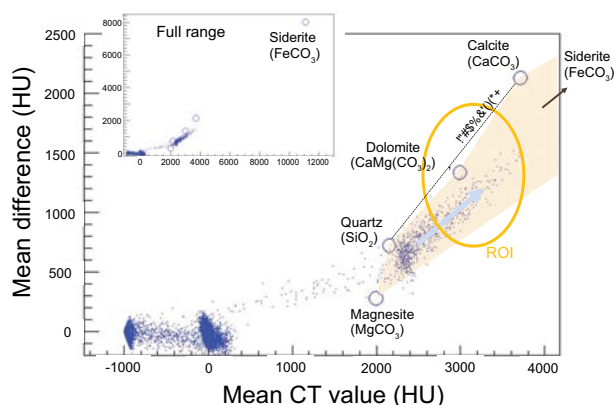 8000
6000
4000
2000
0
0
2000
4000
6000
8000
10000
12000
Full range
Siderite
(FeCO3)
2500
2000
1500
1000
500
0
Mean difference (HU)
Calcite
(CaCO3)
Siderite
(FeCO3)
!"#$%&'()'*+
Dolomite
(CaMg(CO3)2)
Quartz
(SiO2)
ROI
Magnesite
(MgCO3)
-1000
0
1000
2000
3000
4000
Mean CT value (HU)